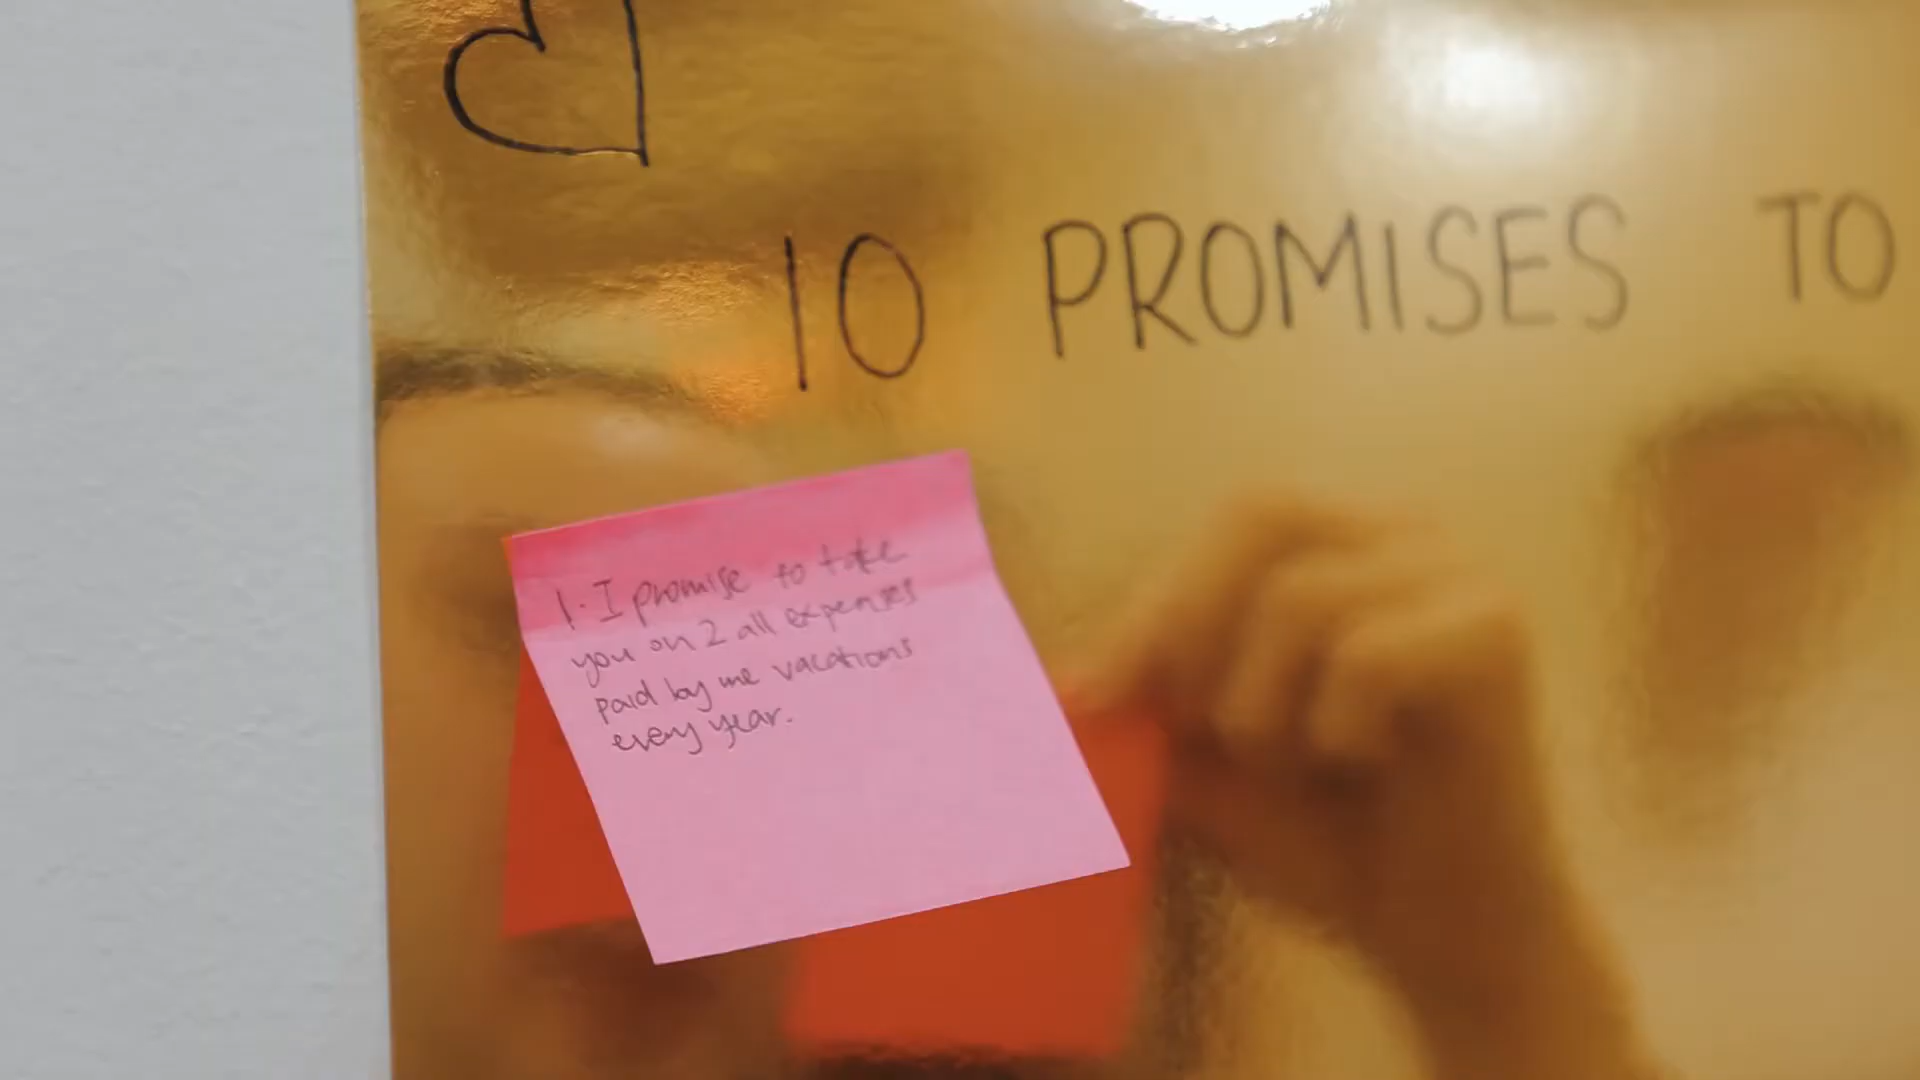 10 PROMISES TO
1. I promise to take
you on 2 all expenses
paid by me vacations
every year.